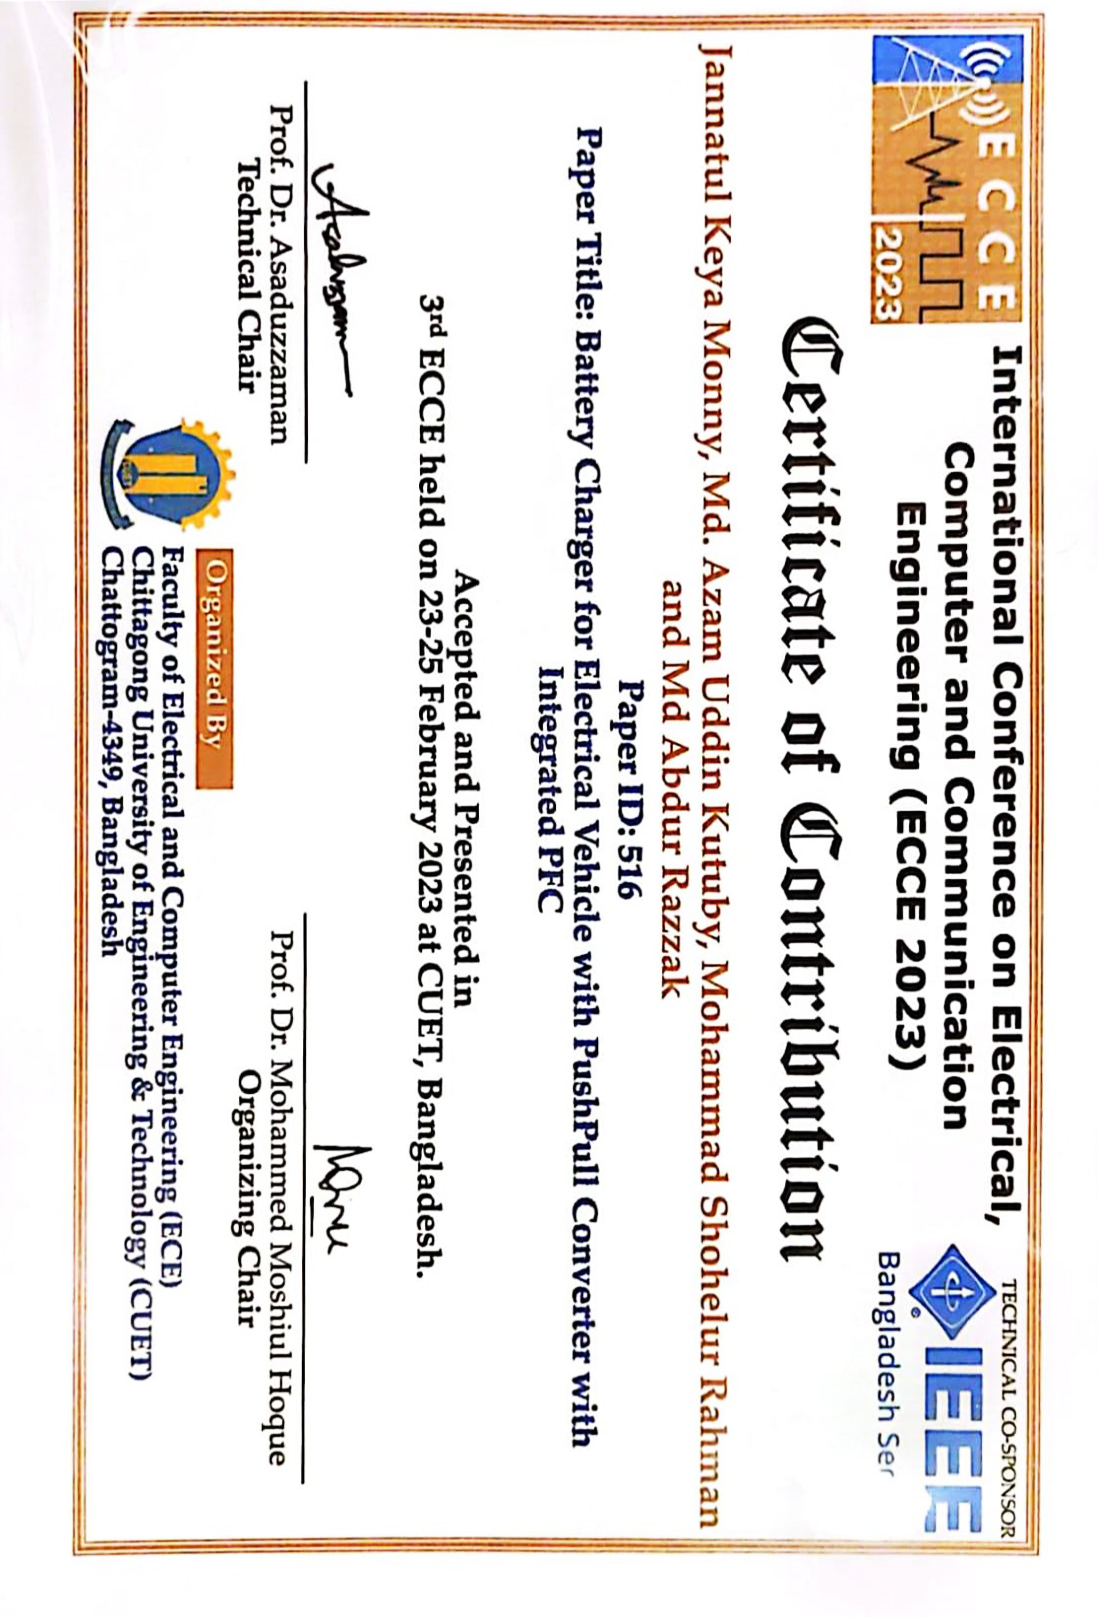 ECCE
2023
International Conference on Electrical,
Computer and Communication
Engineering (ECCE 2023)
TECHNICAL CO-SPONSOR
IEEE
Bangladesh Ser
Certificate of Contribution
Jannatul Keya Monny, Md. Azam Uddin Kutuby, Mohammad Shohelur Rahman
and Md Abdur Razzak
Paper ID: 516
Paper Title: Battery Charger for Electrical Vehicle with PushPull Converter with
Integrated PFC
Accepted and Presented in
3rd ECCE held on 23-25 February 2023 at CUET, Bangladesh.
Asaduzzaman
Prof. Dr. Asaduzzaman
Technical Chair
Prof. Dr. Mohammed Moshiul Hoque
Organizing Chair
CUET
Organized By
Faculty of Electrical and Computer Engineering (ECE)
Chittagong University of Engineering & Technology (CUET)
Chattogram-4349, Bangladesh